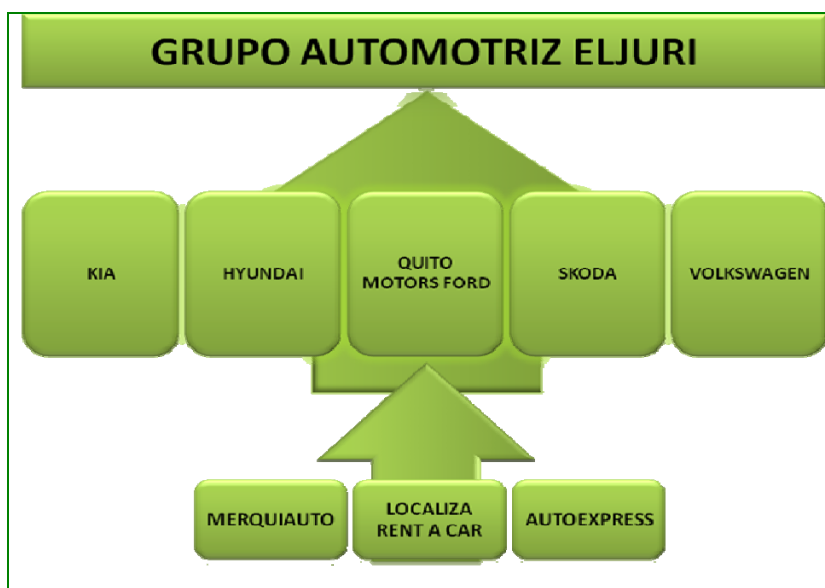 GRUPO AUTOMOTRIZ ELJURI
KIA
HYUNDAI
QUITO
MOTORS FORD
SKODA
VOLKSWAGEN
MERQUIAUTO
LOCALIZA
RENT A CAR
AUTOEXPRESS